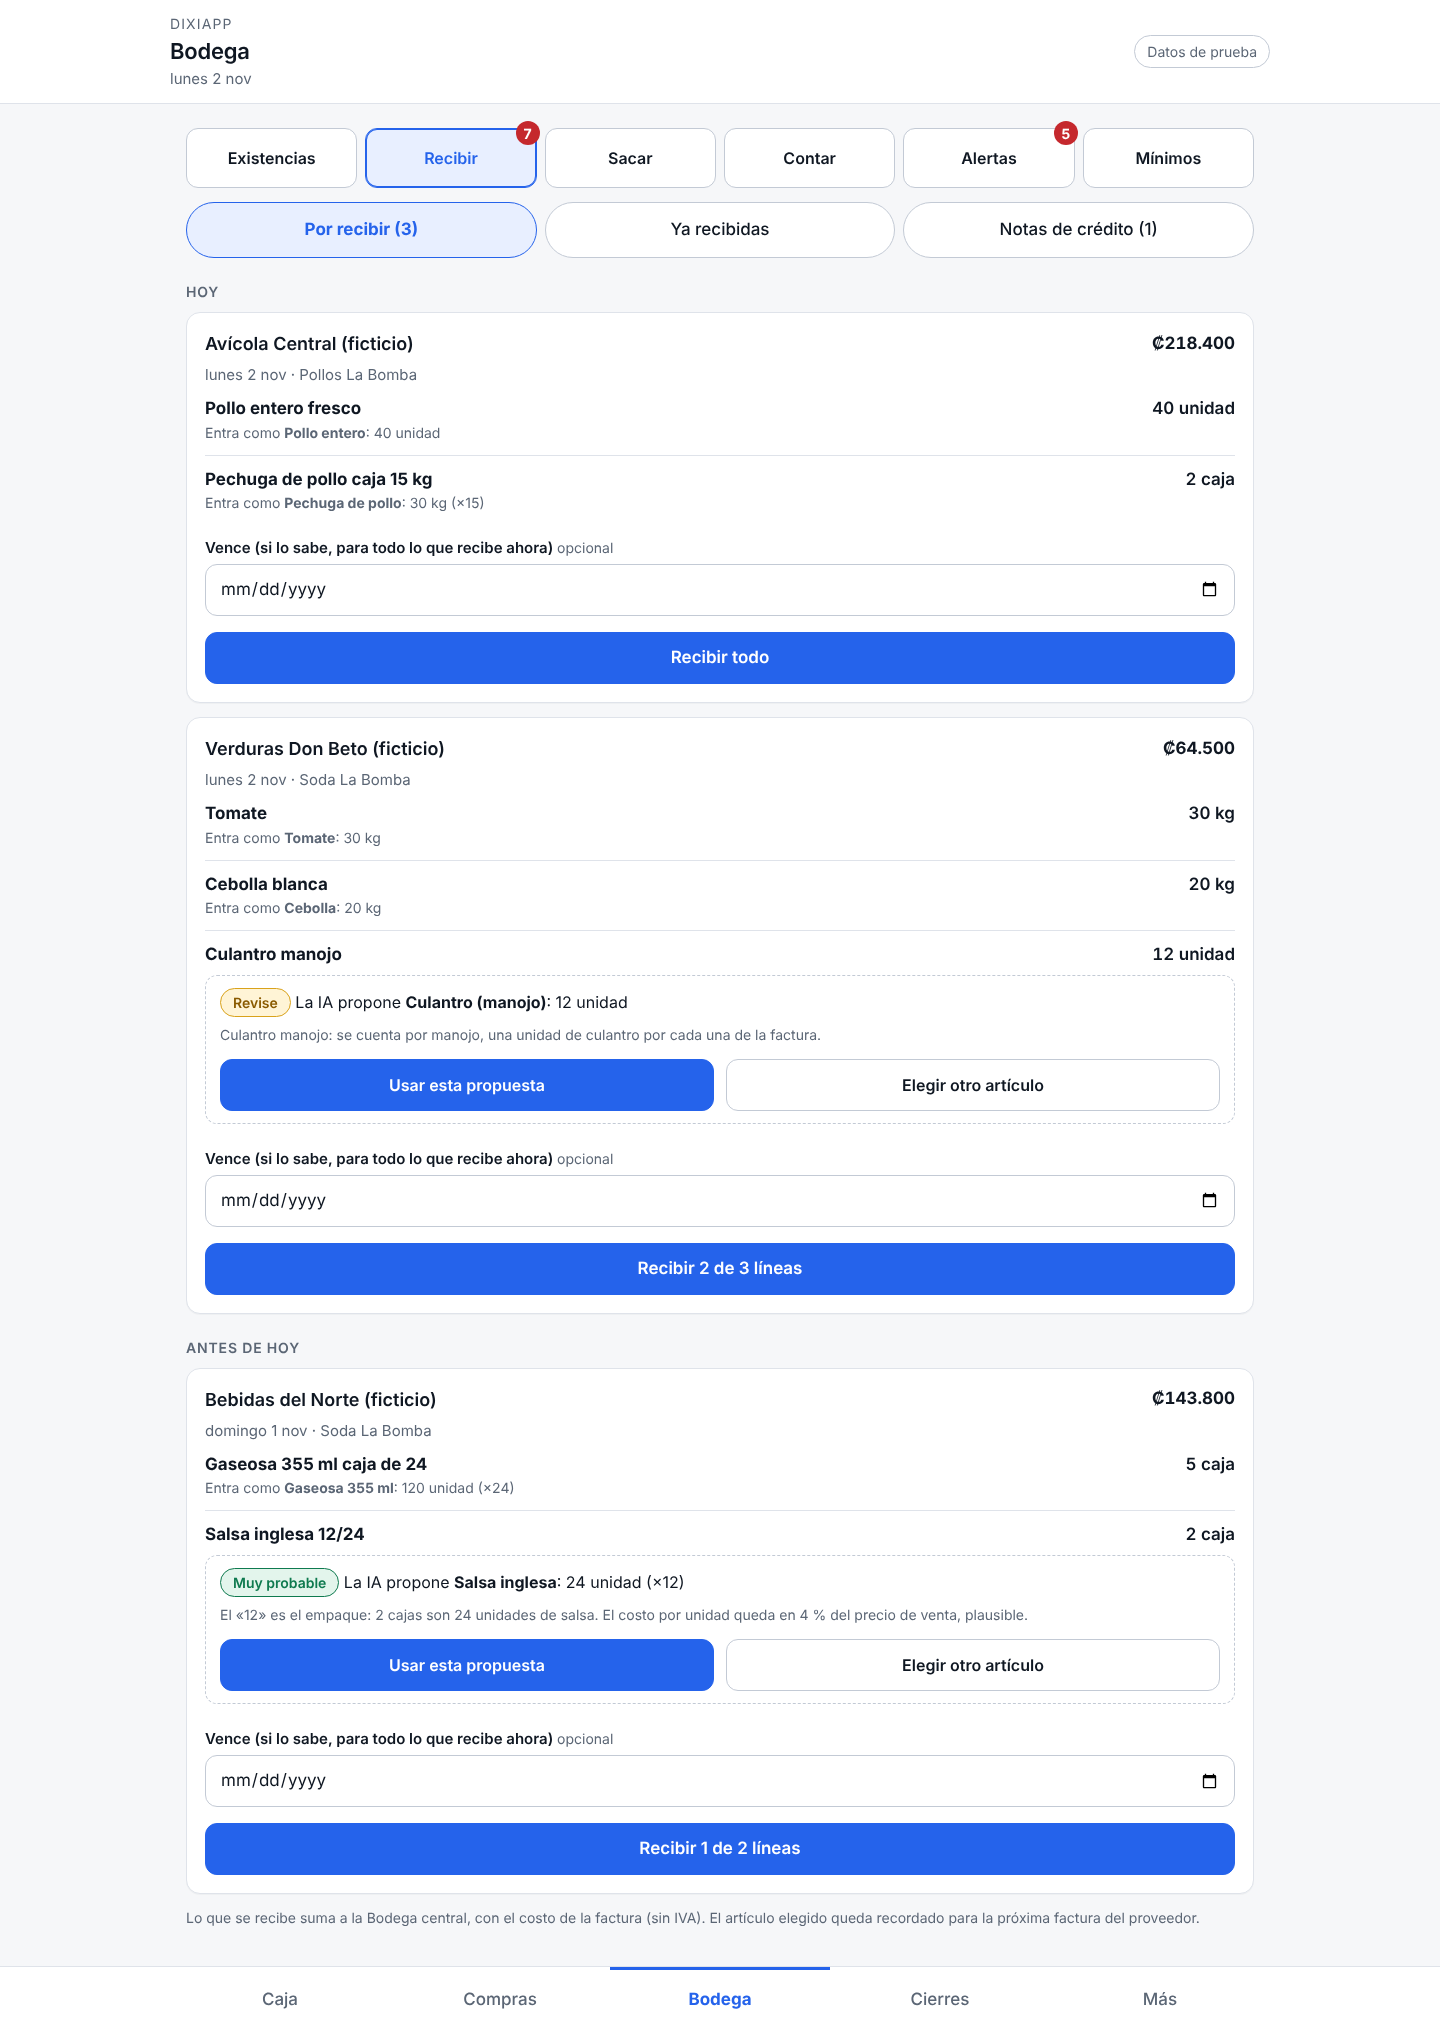 DIXIAPP
Bodega
lunes 2 nov
Datos de prueba
Existencias
Recibir
7
Sacar
Contar
Alertas
5
Mínimos
Por recibir (3)
Ya recibidas
Notas de crédito (1)
HOY
Avícola Central (ficticio)
₡218.400
lunes 2 nov · Pollos La Bomba
Pollo entero fresco
40 unidad
Entra como Pollo entero: 40 unidad
Pechuga de pollo caja 15 kg
2 caja
Entra como Pechuga de pollo: 30 kg (×15)
Vence (si lo sabe, para todo lo que recibe ahora) opcional
mm/dd/yyyy
Recibir todo
Verduras Don Beto (ficticio)
₡64.500
lunes 2 nov · Soda La Bomba
Tomate
30 kg
Entra como Tomate: 30 kg
Cebolla blanca
20 kg
Entra como Cebolla: 20 kg
Culantro manojo
12 unidad
Revise La IA propone Culantro (manojo): 12 unidad
Culantro manojo: se cuenta por manojo, una unidad de culantro por cada una de la factura.
Usar esta propuesta
Elegir otro artículo
Vence (si lo sabe, para todo lo que recibe ahora) opcional
mm/dd/yyyy
Recibir 2 de 3 líneas
ANTES DE HOY
Bebidas del Norte (ficticio)
₡143.800
domingo 1 nov · Soda La Bomba
Gaseosa 355 ml caja de 24
5 caja
Entra como Gaseosa 355 ml: 120 unidad (×24)
Salsa inglesa 12/24
2 caja
Muy probable La IA propone Salsa inglesa: 24 unidad (×12)
El «12» es el empaque: 2 cajas son 24 unidades de salsa. El costo por unidad queda en 4 % del precio de venta, plausible.
Usar esta propuesta
Elegir otro artículo
Vence (si lo sabe, para todo lo que recibe ahora) opcional
mm/dd/yyyy
Recibir 1 de 2 líneas
Lo que se recibe suma a la Bodega central, con el costo de la factura (sin IVA). El artículo elegido queda recordado para la próxima factura del proveedor.
Caja
Compras
Bodega
Cierres
Más